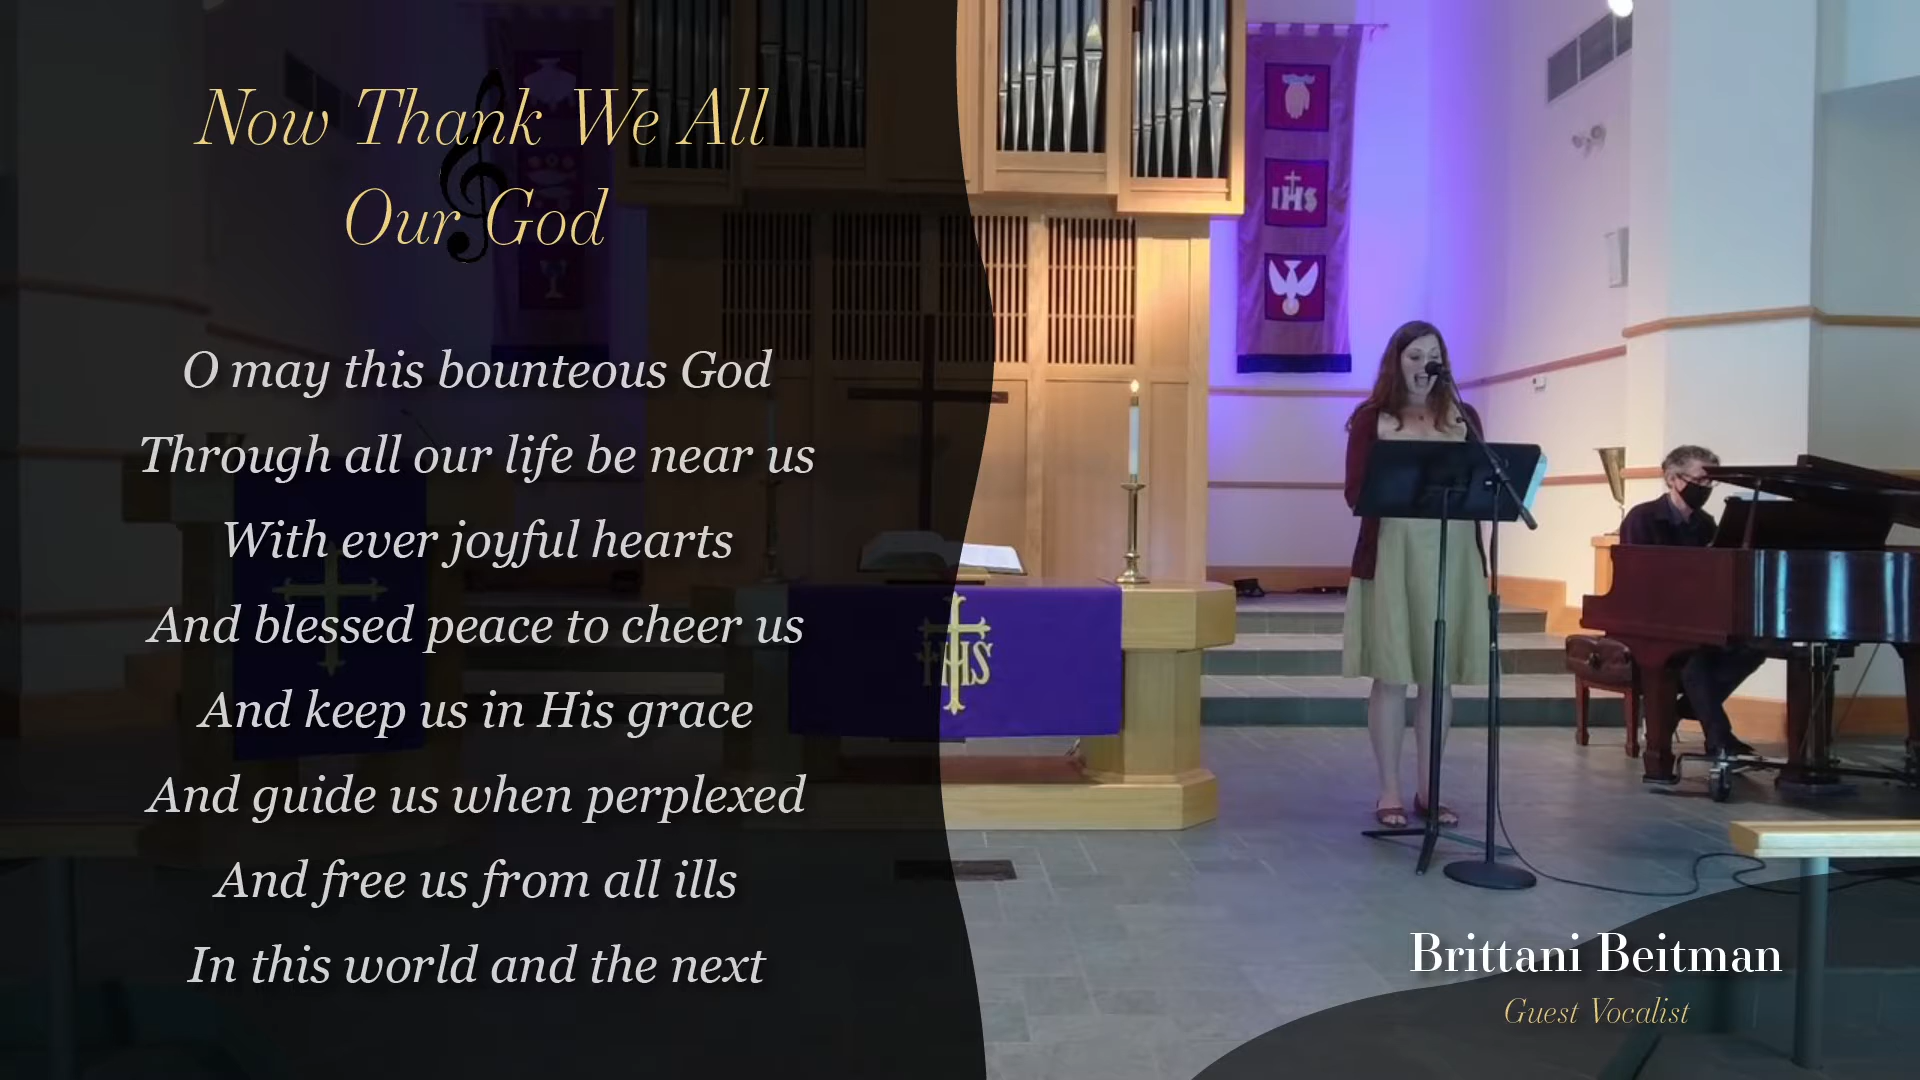 Now Thank We All
Our God
O may this bounteous God
Through all our life be near us
With ever joyful hearts
And blessed peace to cheer us
And keep us in His grace
And guide us when perplexed
And free us from all ills
In this world and the next
IHS
IHS
Brittani Beitman
Guest Vocalist